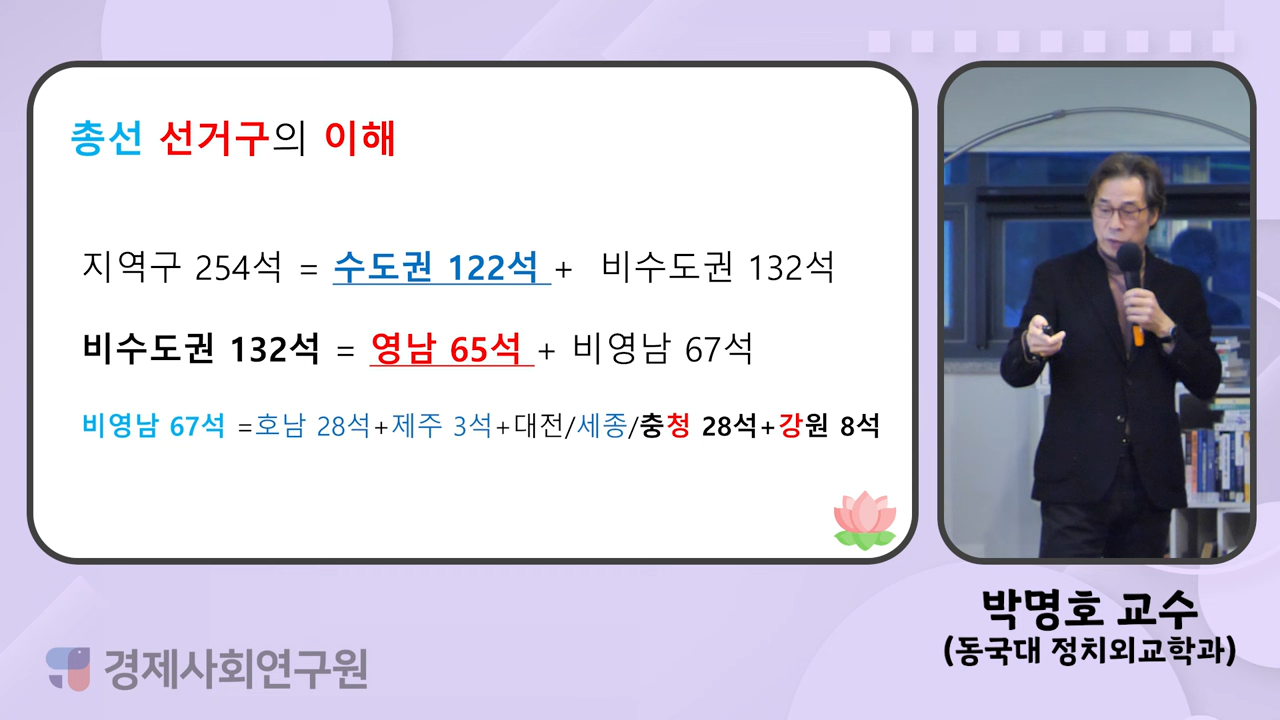 총선 선거구의 이해
지역구 254석 = 수도권 122석 + 비수도권 132석
비수도권 132석 = 영남 65석 + 비영남 67석
비영남 67석 =호남 28석+제주 3석+대전/세종/충청 28석+강원 8석
박명호 교수
(동국대 정치외교학과)
경제사회연구원